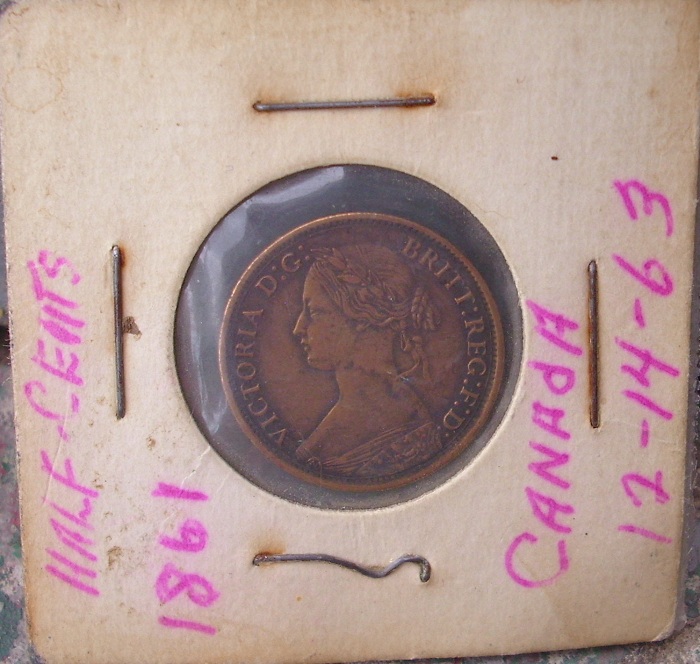 VICTORIA D:G: BRITT:REG:F:D:
HALF CENTS
1861
CANADA
12-14-63